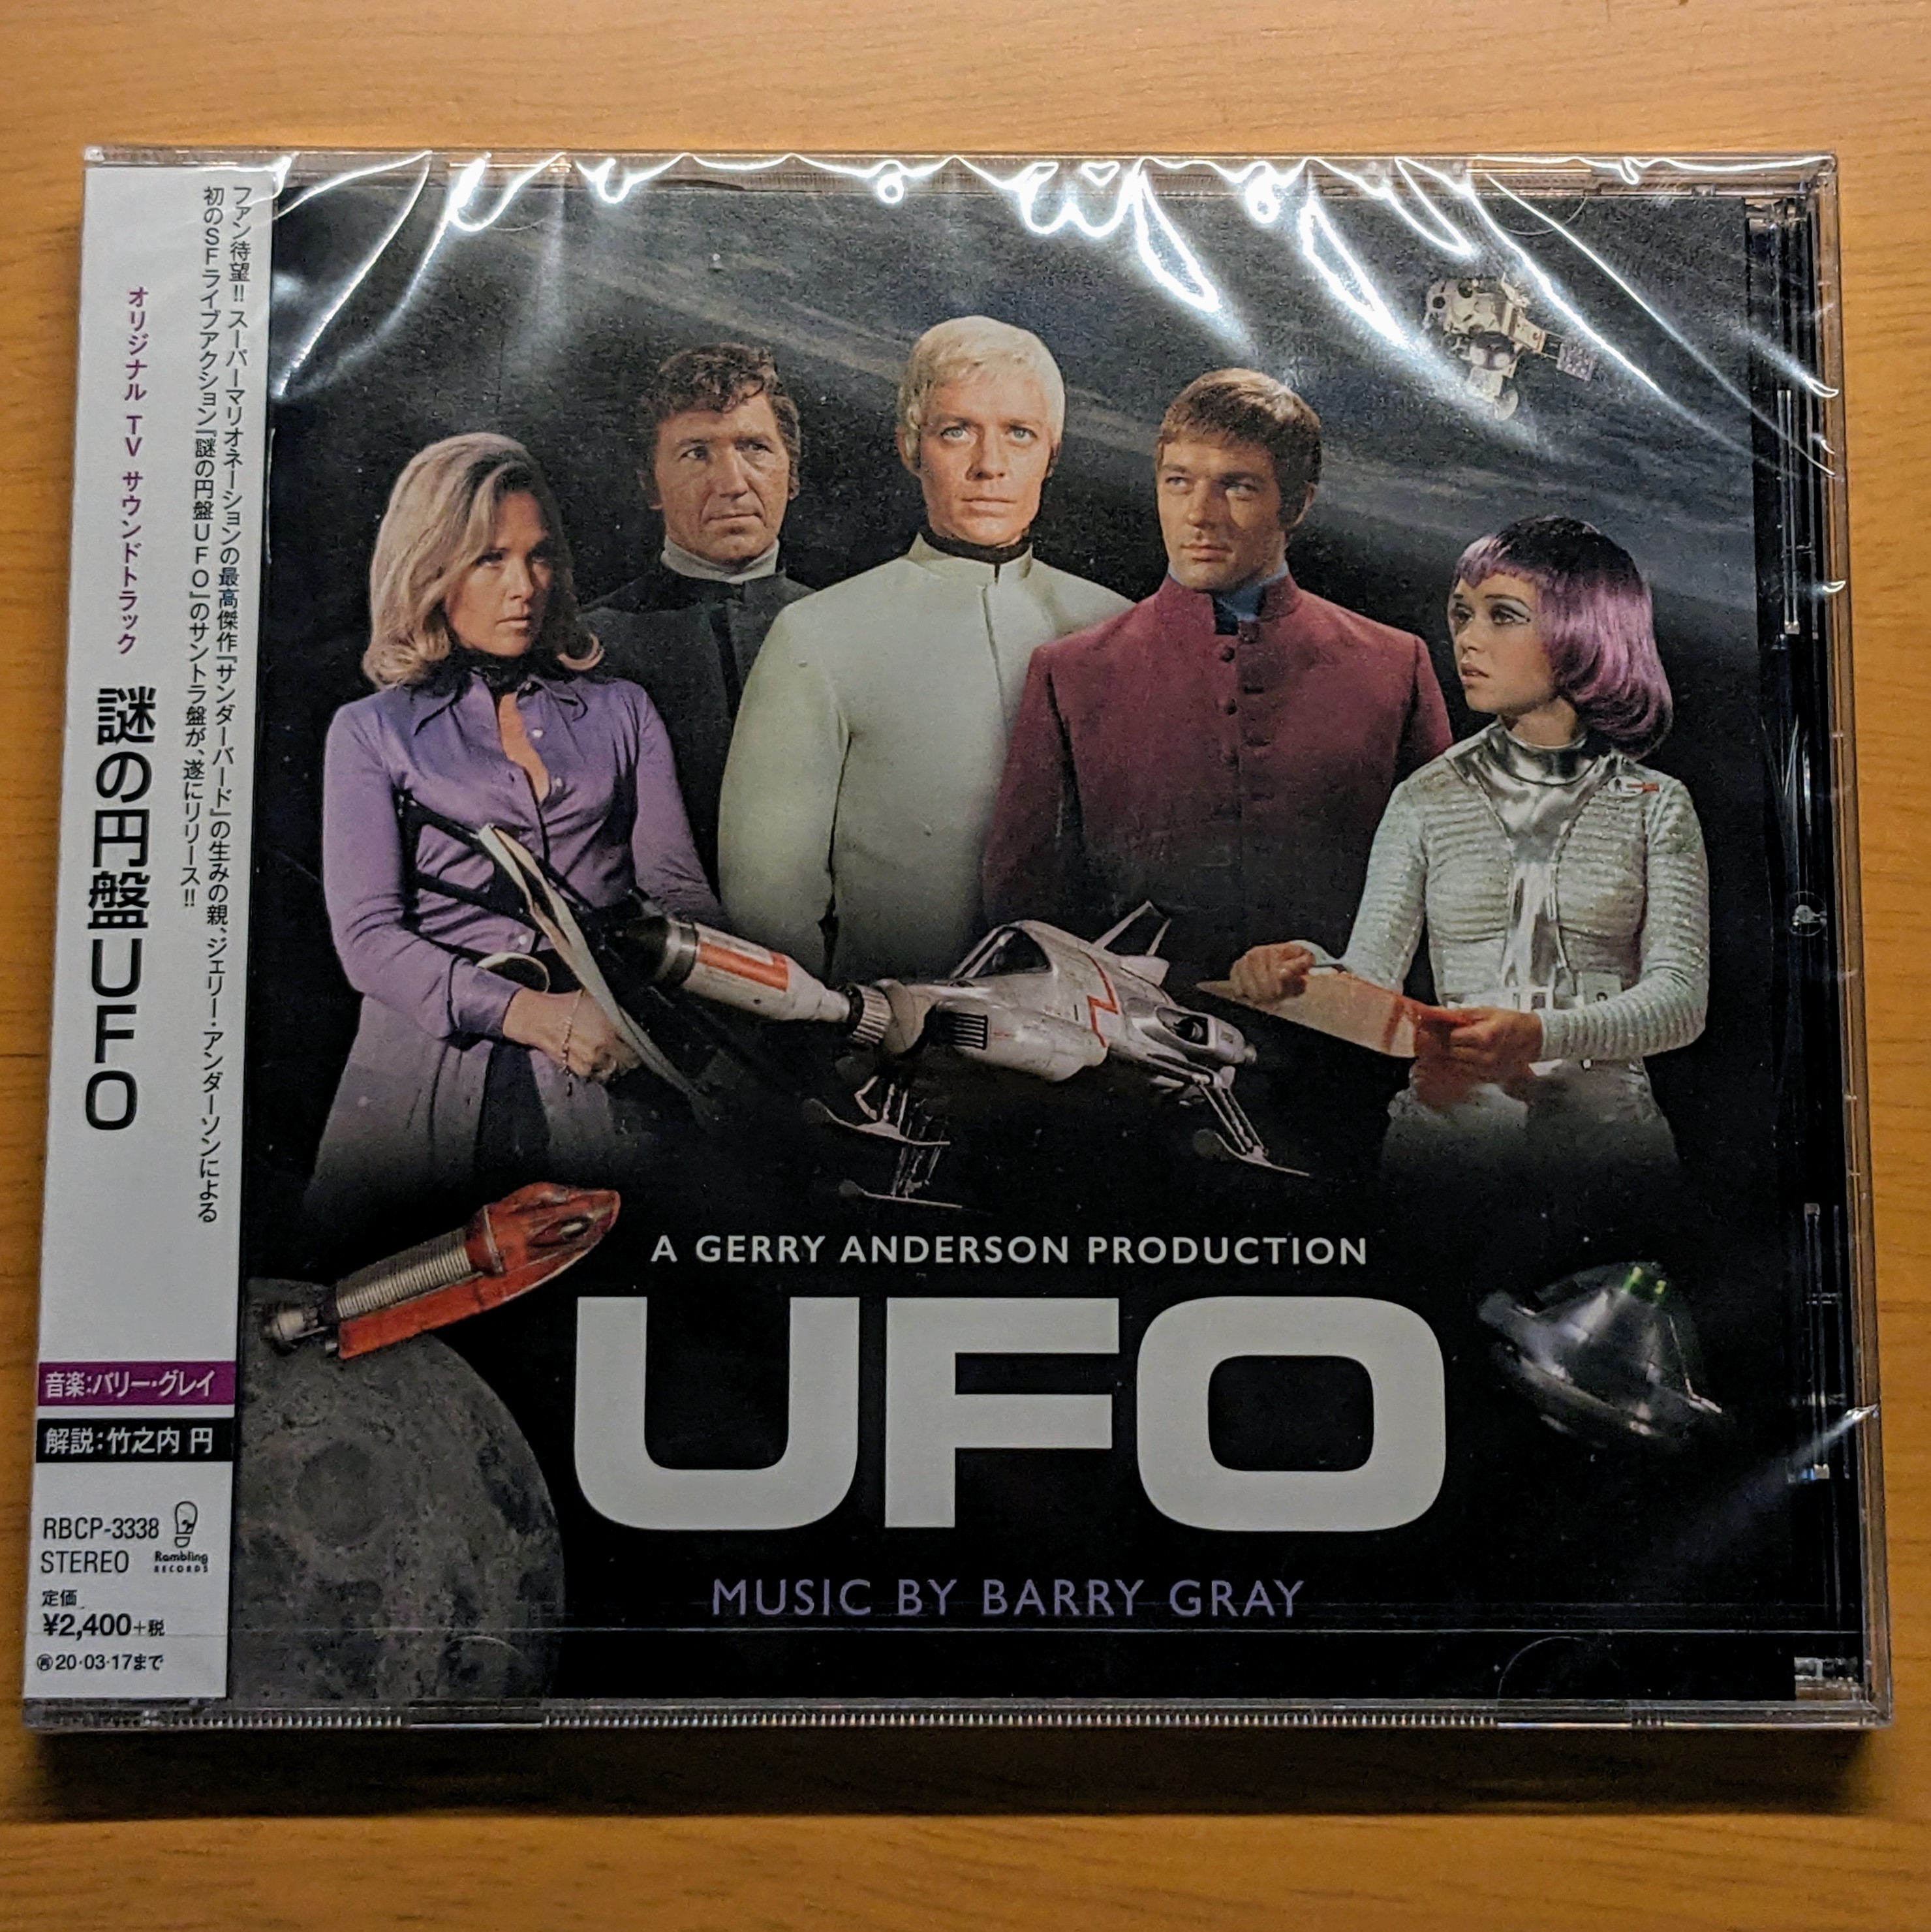 ファン待望!! スーパーマリオネーションの最高傑作『サンダーバード』の生みの親、ジェリー・アンダーソンによる
初のSFライブアクション『謎の円盤UFO』のサントラ盤が、遂にリリース!!
オリジナル TV サウンドトラック
謎の円盤UFO
音楽:バリー・グレイ
解説:竹之内 円
RBCP-3338
STEREO
Rambling
RECORDS
定価
¥2,400+税
㊢20·03·17まで
A GERRY ANDERSON PRODUCTION
UFO
MUSIC BY BARRY GRAY